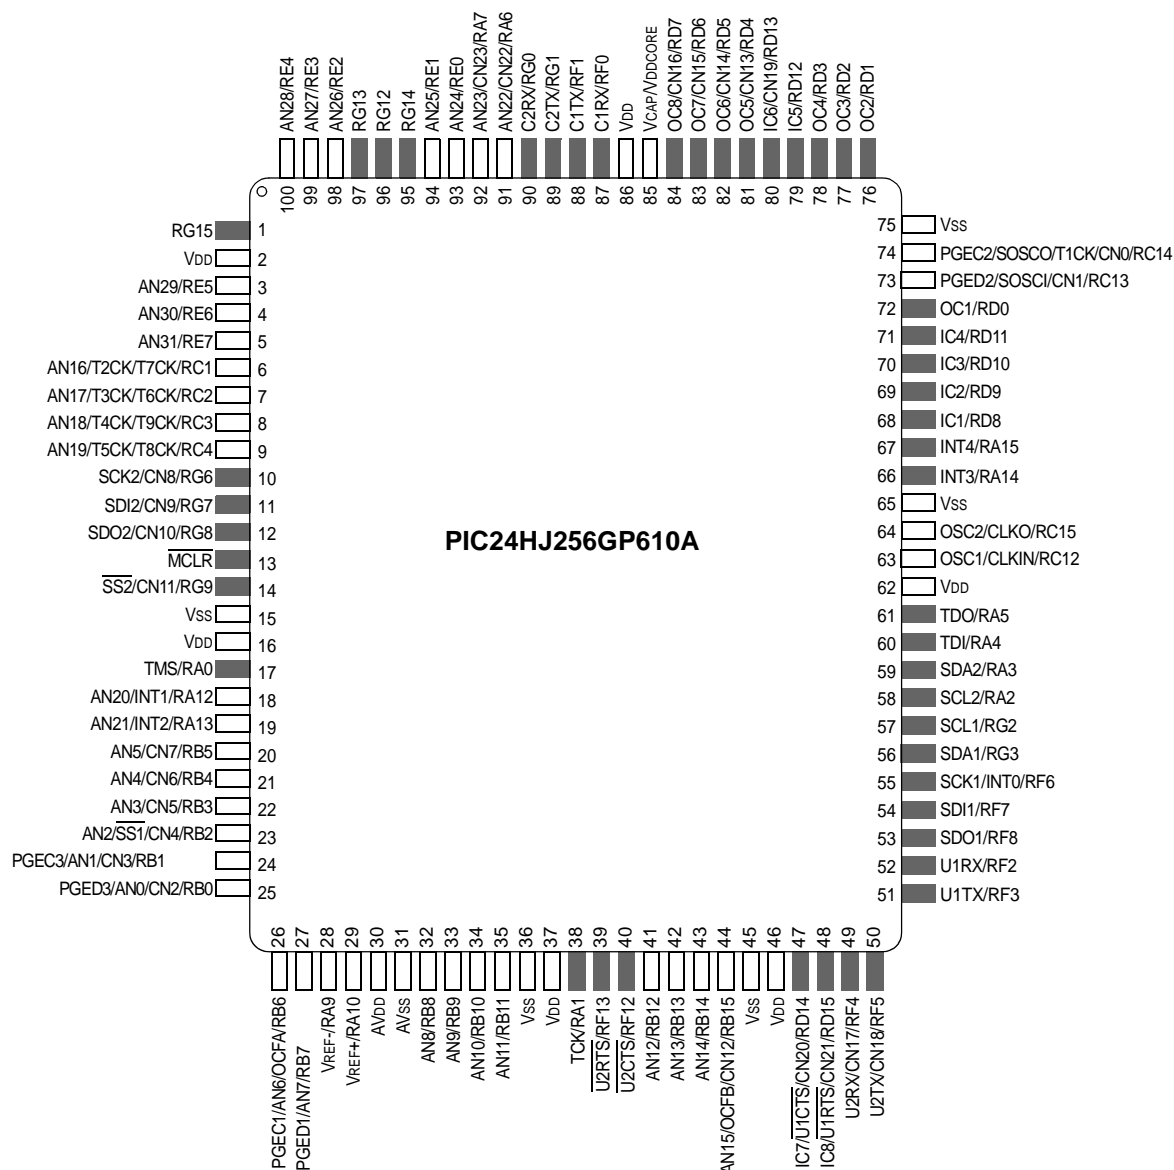 AN28/RE4
AN27/RE3
AN26/RE2
RG13
RG12
RG14
AN25/RE1
AN24/RE0
AN23/CN23/RA7
AN22/CN22/RA6
C2RX/RG0
C2TX/RG1
C1TX/RF1
C1RX/RF0
VDD
VCAP/VDDCORE
OC8/CN16/RD7
OC7/CN15/RD6
OC6/CN14/RD5
OC5/CN13/RD4
IC6/CN19/RD13
IC5/RD12
OC4/RD3
OC3/RD2
OC2/RD1
100
99
98
97
96
95
94
93
92
91
90
89
88
87
86
85
84
83
82
81
80
79
78
77
76
RG15 1
VDD 2
AN29/RE5 3
AN30/RE6 4
AN31/RE7 5
AN16/T2CK/T7CK/RC1 6
AN17/T3CK/T6CK/RC2 7
AN18/T4CK/T9CK/RC3 8
AN19/T5CK/T8CK/RC4 9
SCK2/CN8/RG6 10
SDI2/CN9/RG7 11
SDO2/CN10/RG8 12
MCLR 13
SS2/CN11/RG9 14
VSS 15
VDD 16
TMS/RA0 17
AN20/INT1/RA12 18
AN21/INT2/RA13 19
AN5/CN7/RB5 20
AN4/CN6/RB4 21
AN3/CN5/RB3 22
AN2/SS1/CN4/RB2 23
PGEC3/AN1/CN3/RB1 24
PGED3/AN0/CN2/RB0 25
PIC24HJ256GP610A
75 VSS
74 PGEC2/SOSCO/T1CK/CN0/RC14
73 PGED2/SOSCI/CN1/RC13
72 OC1/RD0
71 IC4/RD11
70 IC3/RD10
69 IC2/RD9
68 IC1/RD8
67 INT4/RA15
66 INT3/RA14
65 VSS
64 OSC2/CLKO/RC15
63 OSC1/CLKIN/RC12
62 VDD
61 TDO/RA5
60 TDI/RA4
59 SDA2/RA3
58 SCL2/RA2
57 SCL1/RG2
56 SDA1/RG3
55 SCK1/INT0/RF6
54 SDI1/RF7
53 SDO1/RF8
52 U1RX/RF2
51 U1TX/RF3
26
27
28
29
30
31
32
33
34
35
36
37
38
39
40
41
42
43
44
45
46
47
48
49
50
PGEC1/AN6/OCFA/RB6
PGED1/AN7/RB7
VREF-/RA9
VREF+/RA10
AVDD
AVSS
AN8/RB8
AN9/RB9
AN10/RB10
AN11/RB11
VSS
VDD
TCK/RA1
U2RTS/RF13
U2CTS/RF12
AN12/RB12
AN13/RB13
AN14/RB14
AN15/OCFB/CN12/RB15
VSS
VDD
IC7/U1CTS/CN20/RD14
IC8/U1RTS/CN21/RD15
U2RX/CN17/RF4
U2TX/CN18/RF5